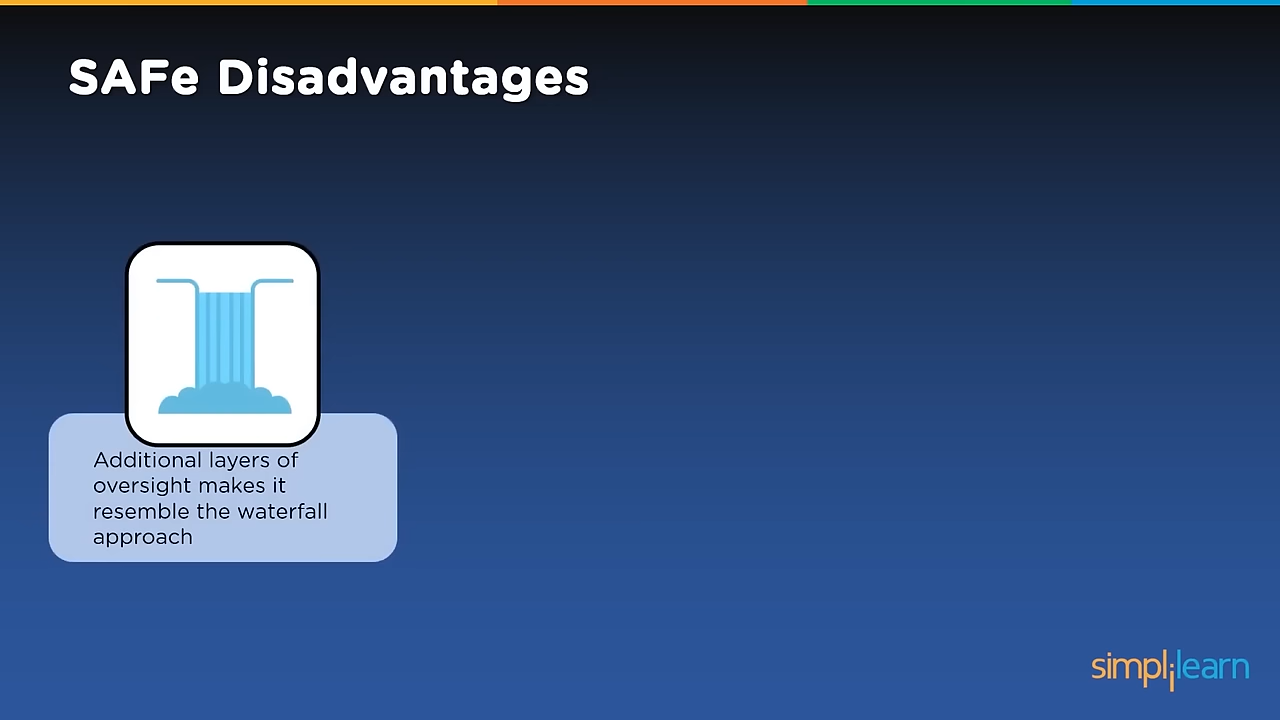 SAFe Disadvantages
Additional layers of
oversight makes it
resemble the waterfall
approach
simplilearn